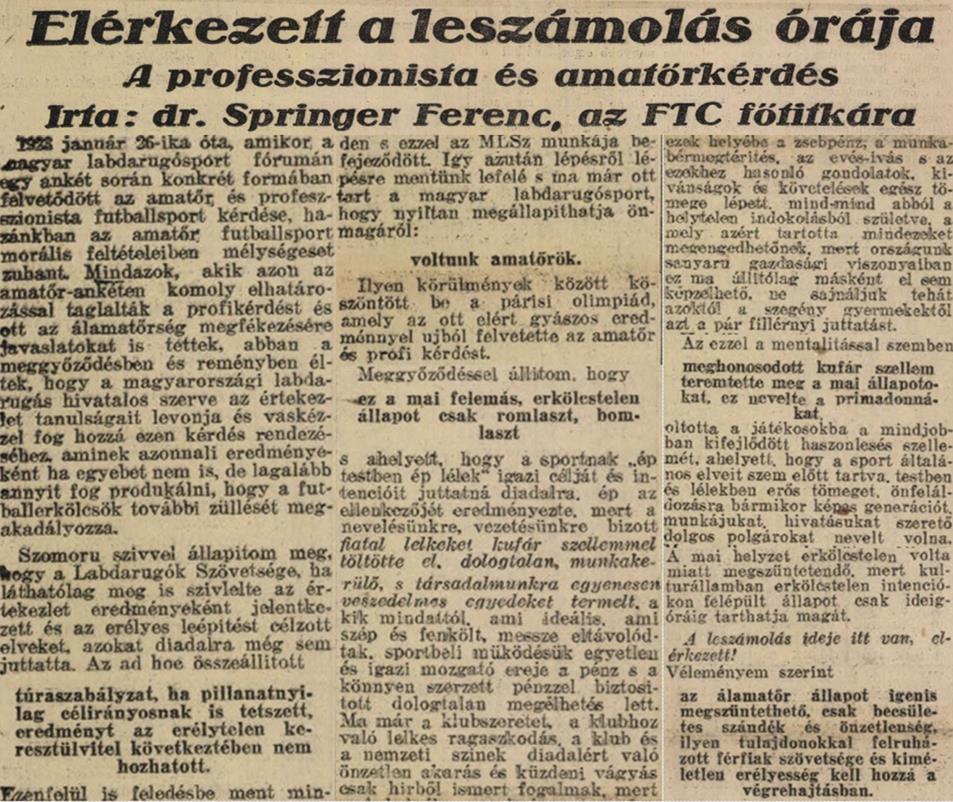 Elérkezett a leszámolás órája
A professzionista és amatőrkérdés
Irta: dr. Springer Ferenc, az FTC főtitkára
január 26-ika óta, amikor a
magyar labdarugósport fórumán
egy ankét során konkrét formában
felvetődött az amatőr és profesz-
szionista futballsport kérdése, ha-
zánkban az amatőr futballsport
morális feltételeiben mélységeset
zuhant. Mindazok, akik azon az
amatőr-ankéten komoly elhatáro-
zással taglalták a profikérdést és
ott az álamatőrség megfékezésére
javaslatokat is tettek, abban a
meggyőződésben és reményben él-
tek, hogy a magyarországi labda-
rugás hivatalos szerve az értekez-
let tanulságait levonja és vaskéz-
zel fog hozzá ezen kérdés rendezé-
séhez, aminek azonnali eredménye-
ként ha egyebet nem is, de lagalább
annyit fog produkálni, hogy a fut-
ballerkölcsök további züllését meg-
akadályozza.
Szomoru szivvel állapitom meg,
hogy a Labdarugók Szövetsége, ha
láthatólag meg is szivlelte az ér-
tekezlet eredményeként jelentke-
zett és az erélyes leépitést célzott
elveket, azokat diadalra még sem
juttatta. Az ad hoc összeállitott
túraszabályzat, ha pillanatnyi-
lag célirányosnak is tetszett,
eredményt az erélytelen ke-
resztülvitel következtében nem
hozhatott.
Ezenfelül is feledésbe ment min-
den s ezzel az MLSz munkája be-
fejeződött. Igy azután lépésről lé-
pésre mentünk lefelé s ma már ott
tart a magyar labdarugósport,
hogy nyiltan megállapithatja ön-
magáról:
voltunk amatőrök.
Ilyen körülmények között kö-
szöntött be a párisi olimpiád,
amely az ott elért gyászos ered-
ménnyel ujból felvetette az amatőr
és profi kérdést.
Meggyőződéssel állitom, hogy
ez a mai felemás, erkölcstelen
állapot csak romlaszt, bom-
laszt
s ahelyett, hogy a sportnak „ép
testben ép lélek" igazi célját és in-
tencióit juttatná diadalra, ép az
ellenkezőjét eredményezte, mert a
nevelésünkre, vezetésünkre bizott
fiatal lelkeket kufár szellemmel
töltötte el, dologtalan, munkake-
rülő, s társadalmunkra egyenesen
veszedelmes egyedeket termelt, a
kik mindattól, ami ideális, ami
szép és fenkölt, messze eltávolód-
tak, sportbeli müködésük egyetlen
és igazi mozgató ereje a pénz s a
könnyen szerzett pénzzel biztosi-
tott dologtalan megélhetés lett.
Ma már a klubszeretet, a klubhoz
való lelkes ragaszkodás, a klub és
a nemzeti szinek diadalért való
önzetlen akarás és küzdeni vágyás
csak hirből ismert fogalmak, mert
ezek helyébe a zsebpénz, a munka-
bérmegtérités, az evés-ivás s az
ezekhez hasonló gondolatok, ki-
vánságok és követelések egész tö-
mege lépett, mind-mind abból a
helytelen indokolásból születve, a
mely azért tartotta mindezeket
megengedhetőnek, mert országunk
sanyaru gazdasági viszonyaiban
ez ma állitólag másként el sem
képzelhető, ne sajnáljuk tehát
azoktól a szegény gyermekektől
azt a pár fillérnyi juttatást.
Az ezzel a mentalitással szemben
meghonosodott kufár szellem
teremtette meg a mai állapoto-
kat, ez nevelte a primadonná-
kat,
oltotta a játékosokba a mindjob-
ban kifejlődött haszonlesés szelle-
mét, ahelyett, hogy a sport általá-
nos elveit szem előtt tartva, testben
és lélekben erős tömeget, önfelál-
dozásra bármikor képes generációt,
munkájukat, hivatásukat szerető
dolgos polgárokat nevelt volna.
A mai helyzet erkölcstelen volta
miatt megszüntetendő, mert kul-
turállamban erkölcstelen intenció-
kon felépült állapot csak ideig-
óráig tarthatja magát.
A leszámolás ideje itt van, el-
érkezett!
Véleményem szerint
az álamatőr állapot igenis
megszüntethető, csak becsüle-
tes szándék és önzetlenség,
ilyen tulajdonokkal felruhá-
zott férfiak szövetsége és kimé-
letlen erélyesség kell hozzá a
végrehajtásban.